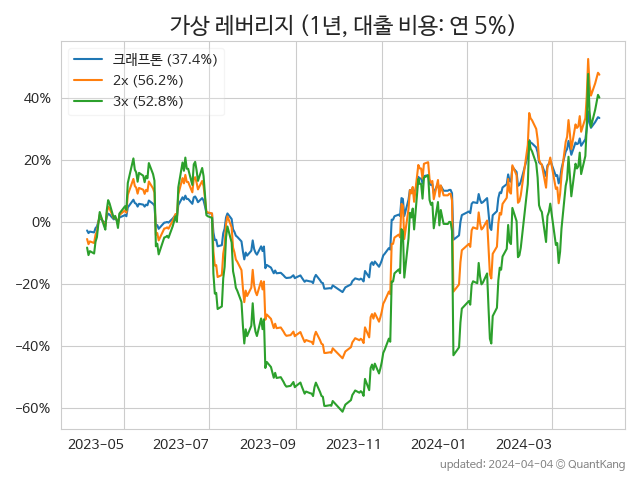 가상 레버리지 (1년, 대출 비용: 연 5%)
크래프톤 (37.4%)
2x (56.2%)
3x (52.8%)
40%
20%
0%
−20%
−40%
−60%
2023-05 2023-07 2023-09 2023-11 2024-01 2024-03
updated: 2024-04-04 © QuantKang